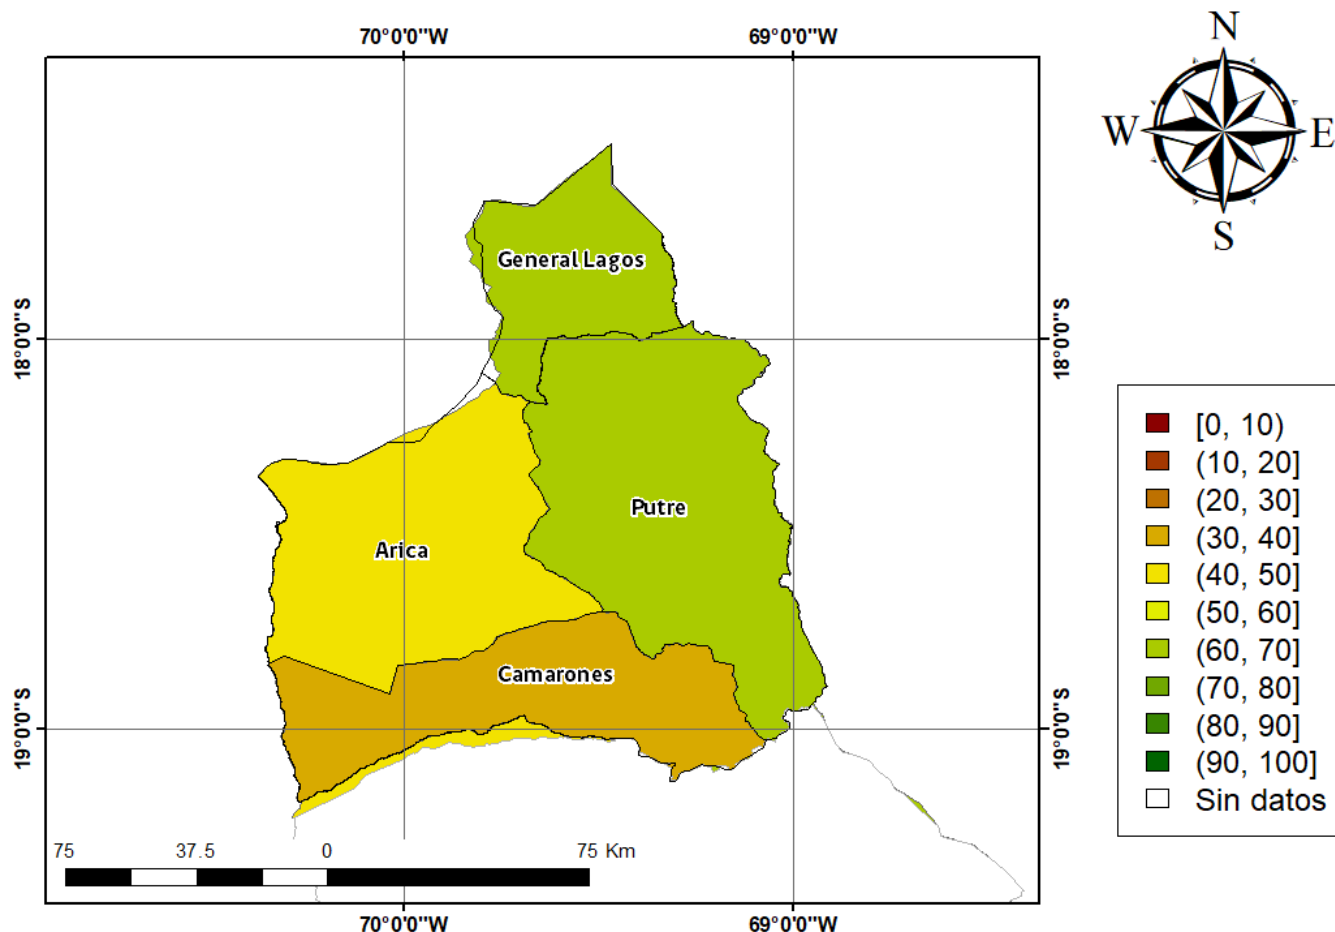 70°0'0"W
69°0'0"W
N
W
E
S
General Lagos
18°0'0"S
18°0'0"S
Putre
Arica
Camarones
19°0'0"S
19°0'0"S
75
37.5
0
75 Km
70°0'0"W
69°0'0"W
[0, 10)
(10, 20]
(20, 30]
(30, 40]
(40, 50]
(50, 60]
(60, 70]
(70, 80]
(80, 90]
(90, 100]
Sin datos